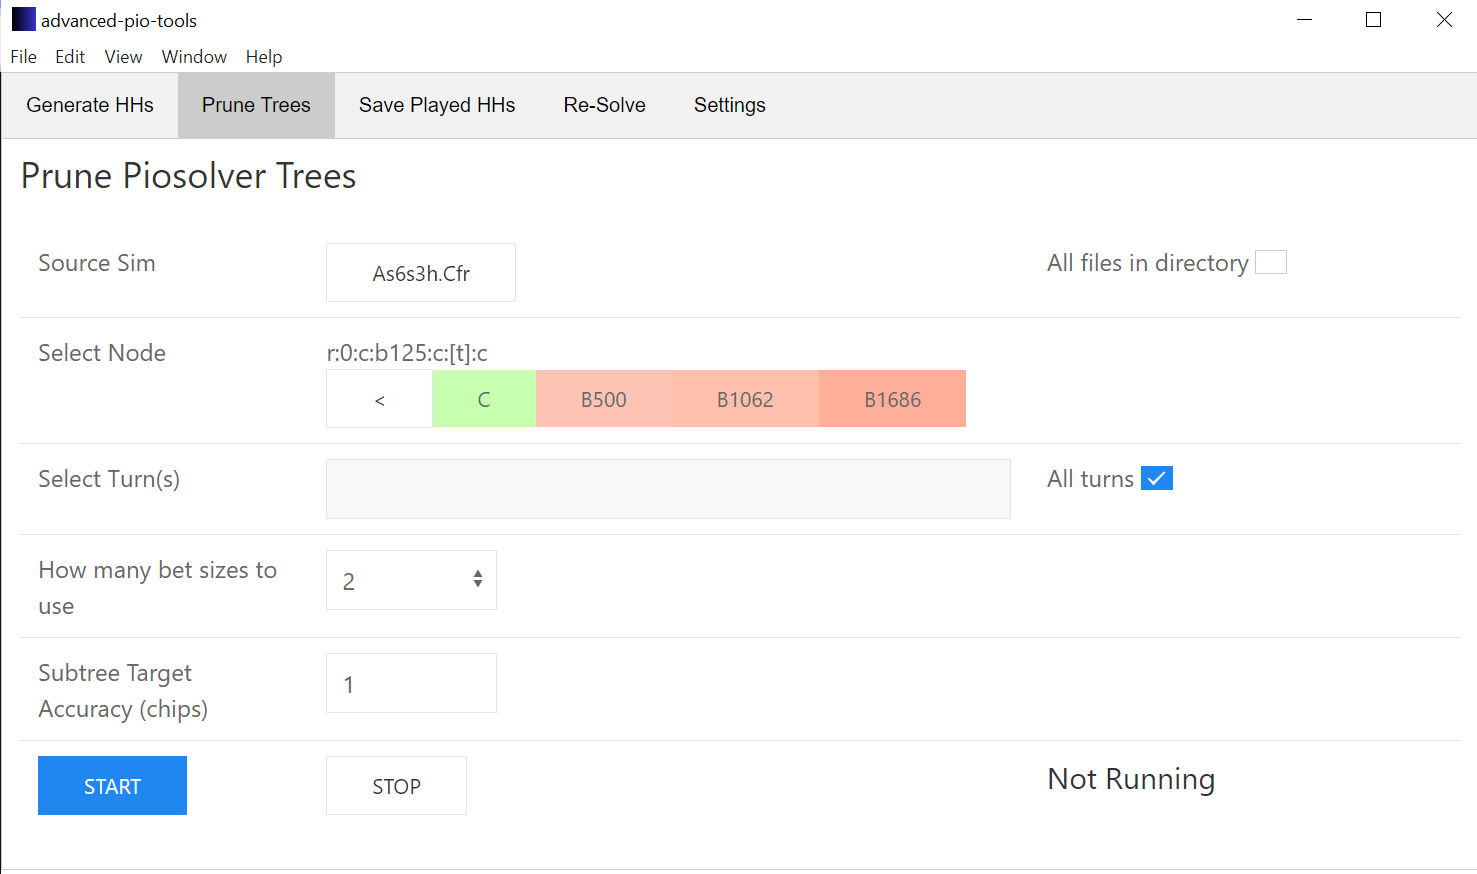 advanced-pio-tools
File Edit View Window Help
Generate HHs Prune Trees Save Played HHs Re-Solve Settings
Prune Piosolver Trees
Source Sim As6s3h.Cfr All files in directory
Select Node r:0:c:b125:c:[t]:c
< C B500 B1062 B1686
Select Turn(s) All turns
How many bet sizes to
use
2
Subtree Target
Accuracy (chips)
1
START STOP Not Running